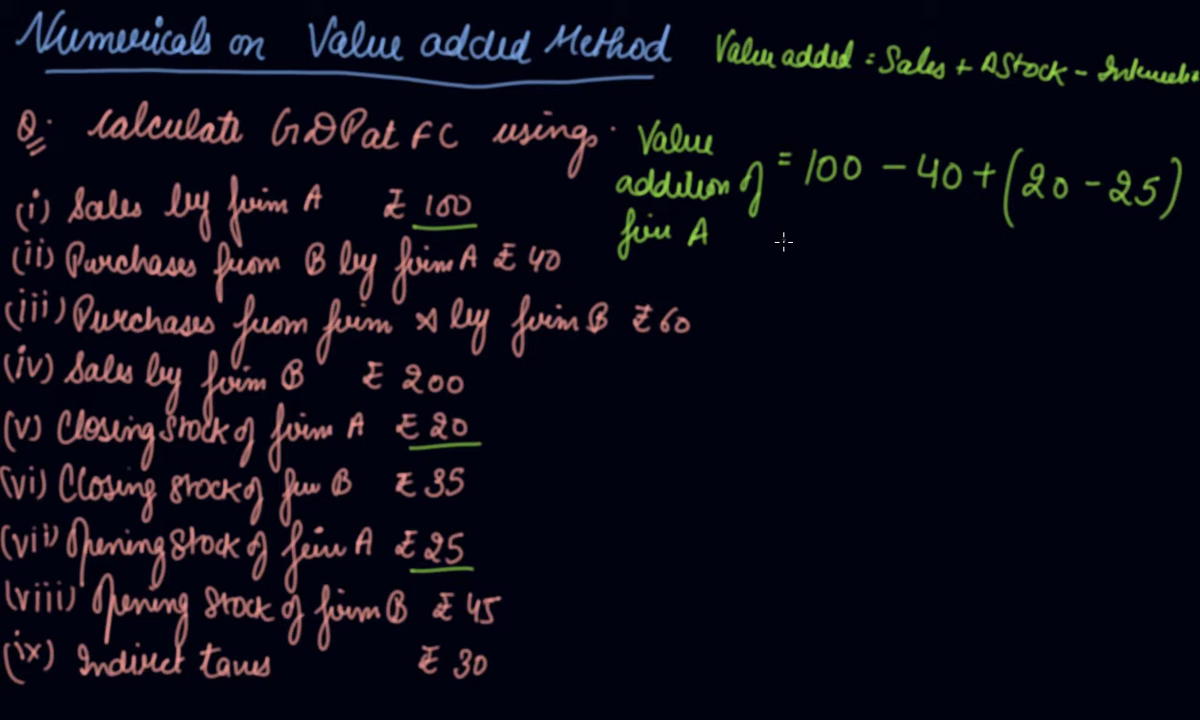 Numericals on Value added Method
Value added = Sales + ΔStock -
Q. Calculate GDP at FC using.
(i) Sales by firm A ₹ 100
(ii) Purchases from B by firm A ₹ 40
(iii) Purchases from firm X by firm B ₹ 60
(iv) Sales by firm B ₹ 200
(v) Closing Stock of firm A ₹ 20
(vi) Closing Stock of firm B ₹ 35
(vii) Opening Stock of firm A ₹ 25
(viii) Opening Stock of firm B ₹ 45
(ix) Indirect taxes ₹ 30
Value
addition of = 100 - 40 + (20 - 25)
firm A